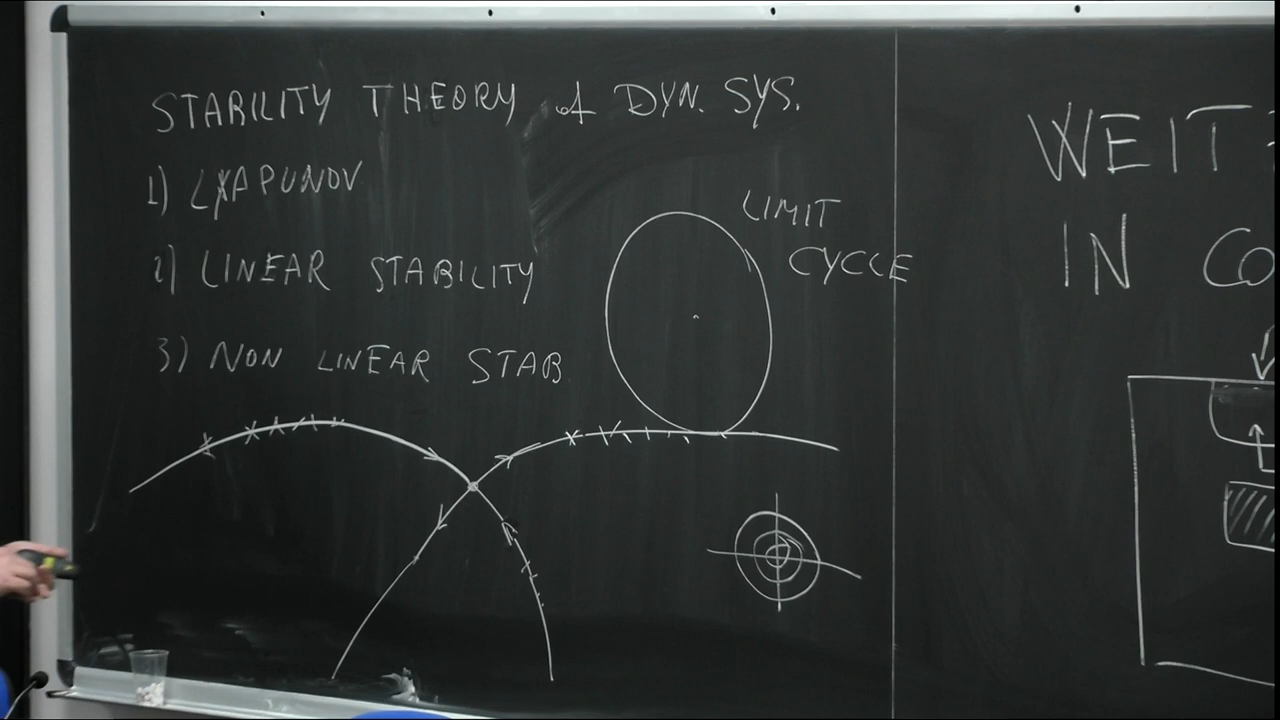 STABILITY THEORY of DYN. SYS.
1) LYAPUNOV
2) LINEAR STABILITY
3) NON LINEAR STAB
LIMIT
CYCLE
WEIT
IN CO